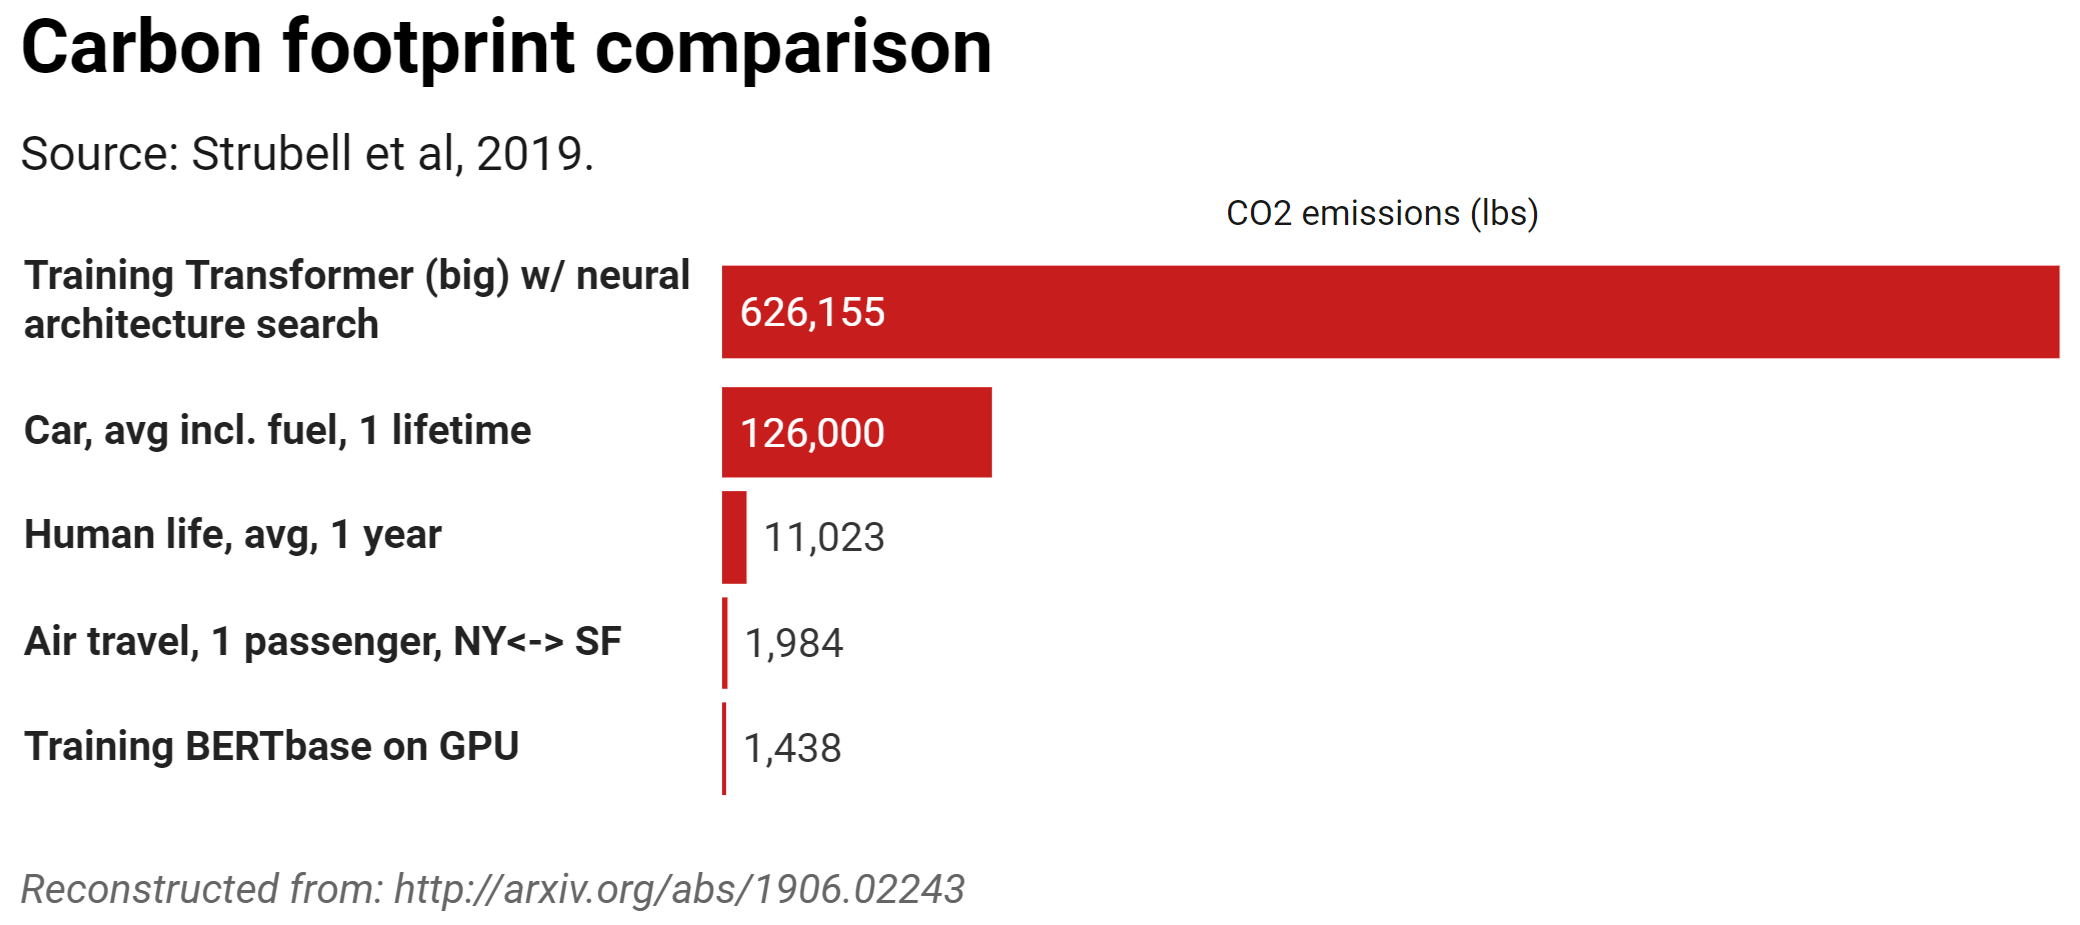 Carbon footprint comparison
Source: Strubell et al, 2019.
CO2 emissions (lbs)
Training Transformer (big) w/ neural
architecture search
626,155
Car, avg incl. fuel, 1 lifetime
126,000
Human life, avg, 1 year
11,023
Air travel, 1 passenger, NY<-> SF
1,984
Training BERTbase on GPU
1,438
Reconstructed from: http://arxiv.org/abs/1906.02243